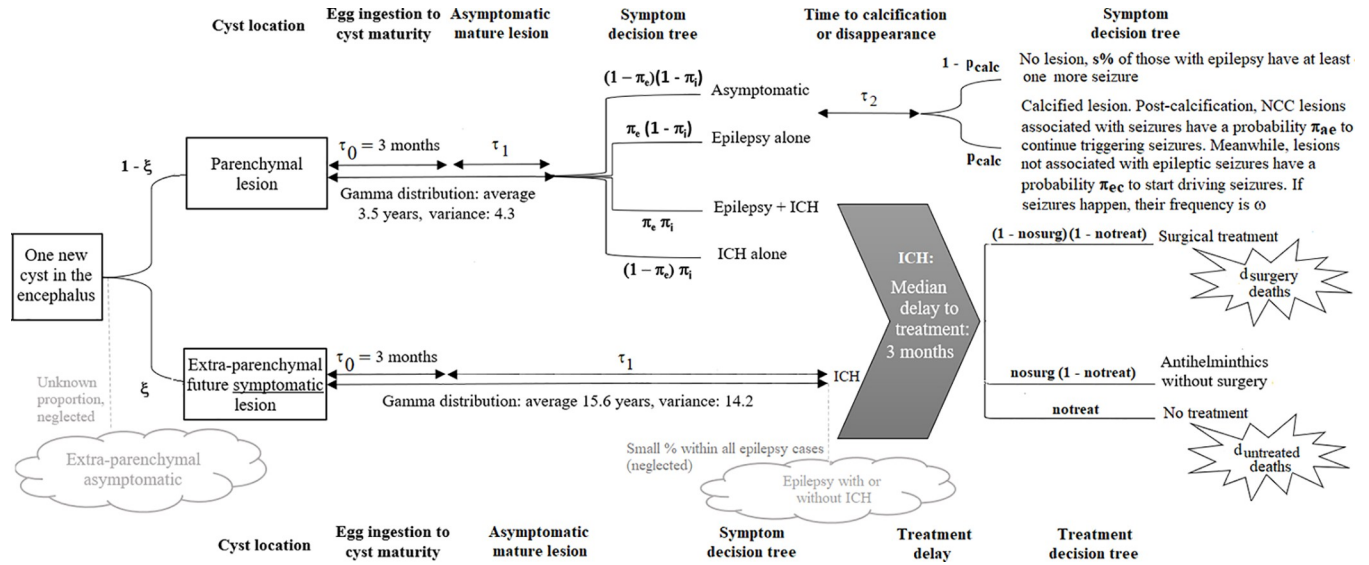 Cyst location
Egg ingestion to
cyst maturity
Asymptomatic
mature lesion
Symptom
decision tree
Time to calcification
or disappearance
Symptom
decision tree
One new
cyst in the
encephalus
1 - ξ
Parenchymal
lesion
τ0 = 3 months
τ1
Gamma distribution: average
3.5 years, variance: 4.3
(1 − πe)(1 - πi)
Asymptomatic
πe (1 - πi)
Epilepsy alone
πe πi
Epilepsy + ICH
(1 − πe) πi
ICH alone
τ2
1 - pcalc
No lesion, s% of those with epilepsy have at least
one more seizure
pcalc
Calcified lesion. Post-calcification, NCC lesions
associated with seizures have a probability πae to
continue triggering seizures. Meanwhile, lesions
not associated with epileptic seizures have a
probability πec to start driving seizures. If
seizures happen, their frequency is ω
ξ
Extra-parenchymal
future symptomatic
lesion
τ0 = 3 months
τ1
Gamma distribution: average 15.6 years, variance: 14.2
ICH
Unknown
proportion,
neglected
Extra-parenchymal
asymptomatic
Small % within all epilepsy cases
(neglected)
Epilepsy with or
without ICH
ICH:
Median
delay to
treatment:
3 months
(1 - nosurg)(1 - notreat)
Surgical treatment
dsurgery
deaths
nosurg (1 - notreat)
Antihelminthics
without surgery
notreat
No treatment
duntreated
deaths
Cyst location
Egg ingestion to
cyst maturity
Asymptomatic
mature lesion
Symptom
decision tree
Treatment
delay
Treatment
decision tree